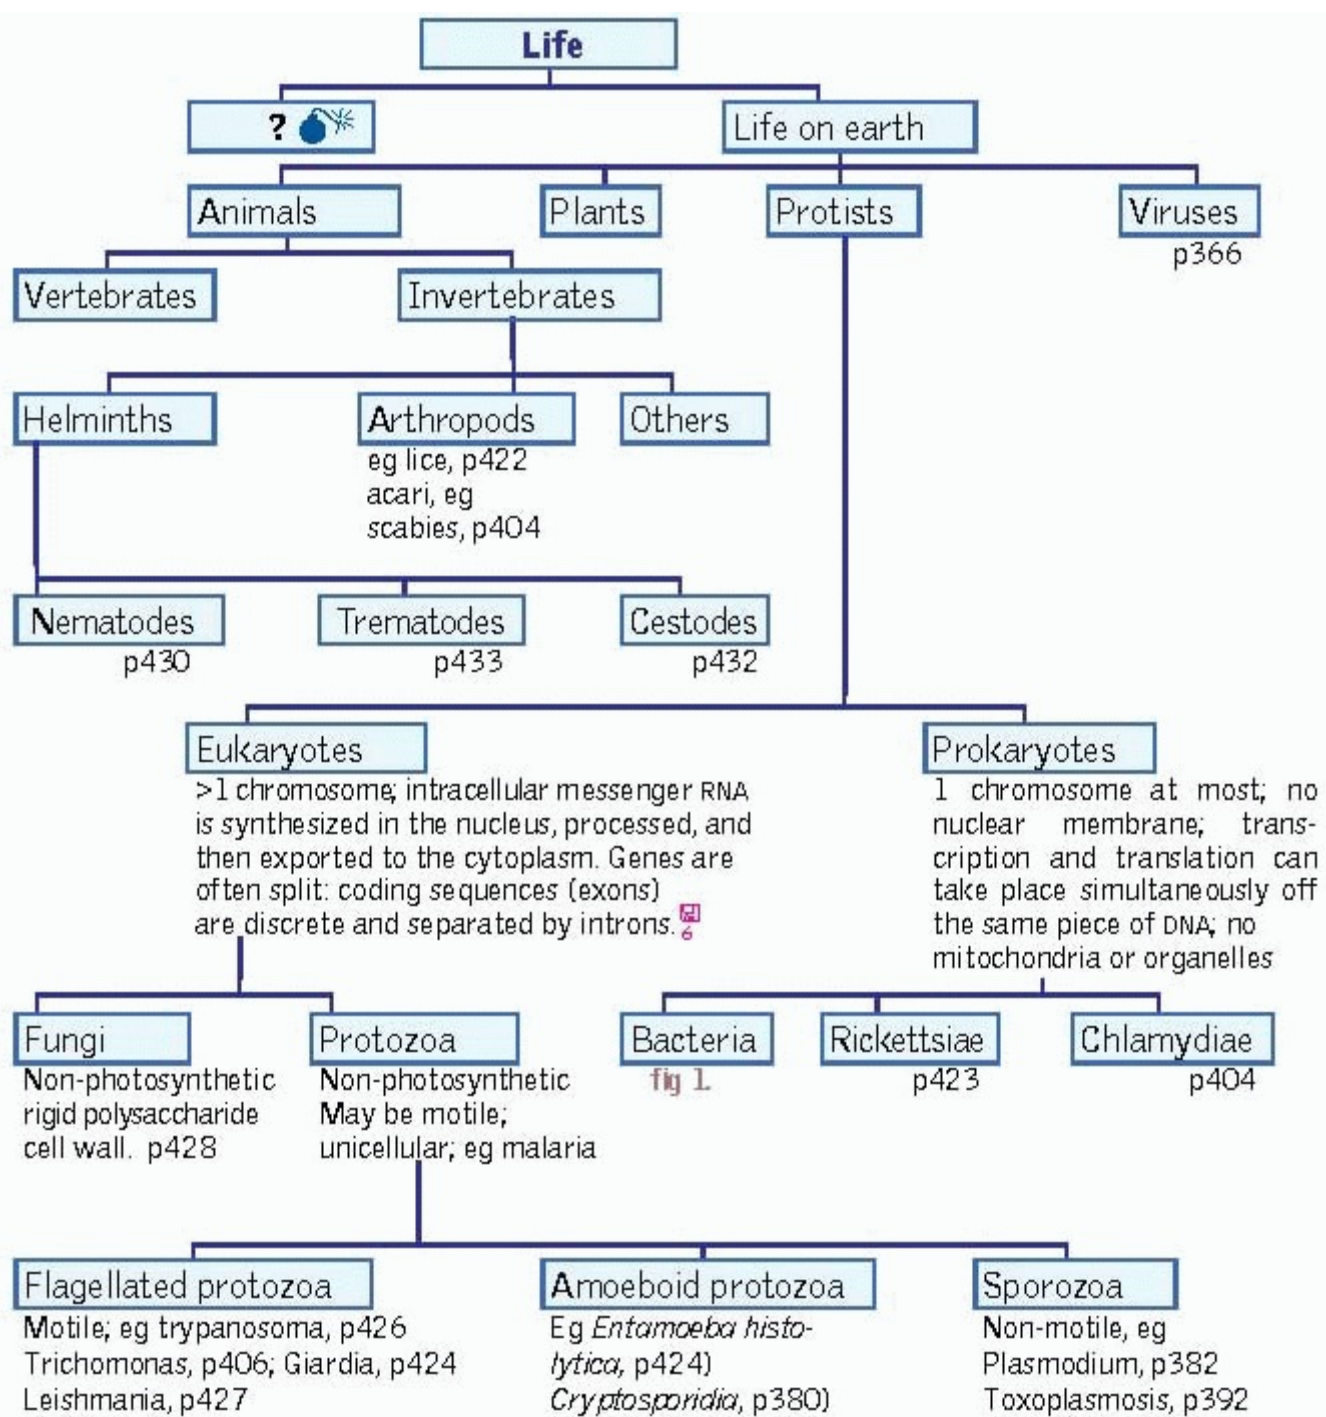 Life
?
Life on earth
Animals
Plants
Protists
Viruses
p366
Vertebrates
Invertebrates
Helminths
Arthropods
eg lice, p422
acari, eg
scabies, p404
Others
Nematodes
p430
Trematodes
p433
Cestodes
p432
Eukaryotes
>1 chromosome; intracellular messenger RNA
is synthesized in the nucleus, processed, and
then exported to the cytoplasm. Genes are
often split: coding sequences (exons)
are discrete and separated by introns.
6
Prokaryotes
1 chromosome at most; no
nuclear membrane; trans-
cription and translation can
take place simultaneously off
the same piece of DNA; no
mitochondria or organelles
Fungi
Non-photosynthetic
rigid polysaccharide
cell wall. p428
Protozoa
Non-photosynthetic
May be motile;
unicellular; eg malaria
Bacteria
fig 1.
Rickettsiae
p423
Chlamydiae
p404
Flagellated protozoa
Motile; eg trypanosoma, p426
Trichomonas, p406; Giardia, p424
Leishmania, p427
Amoeboid protozoa
Eg Entamoeba histo-
lytica, p424)
Cryptosporidia, p380)
Sporozoa
Non-motile, eg
Plasmodium, p382
Toxoplasmosis, p392